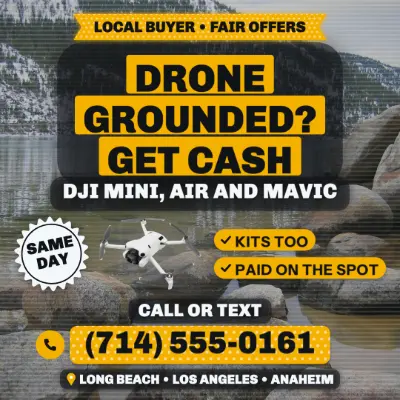 LOCAL BUYER • FAIR OFFERS
DRONE
GROUNDED?
GET CASH
DJI MINI, AIR AND MAVIC
SAME
DAY
KITS TOO
PAID ON THE SPOT
CALL OR TEXT
(714) 555-0161
LONG BEACH • LOS ANGELES • ANAHEIM